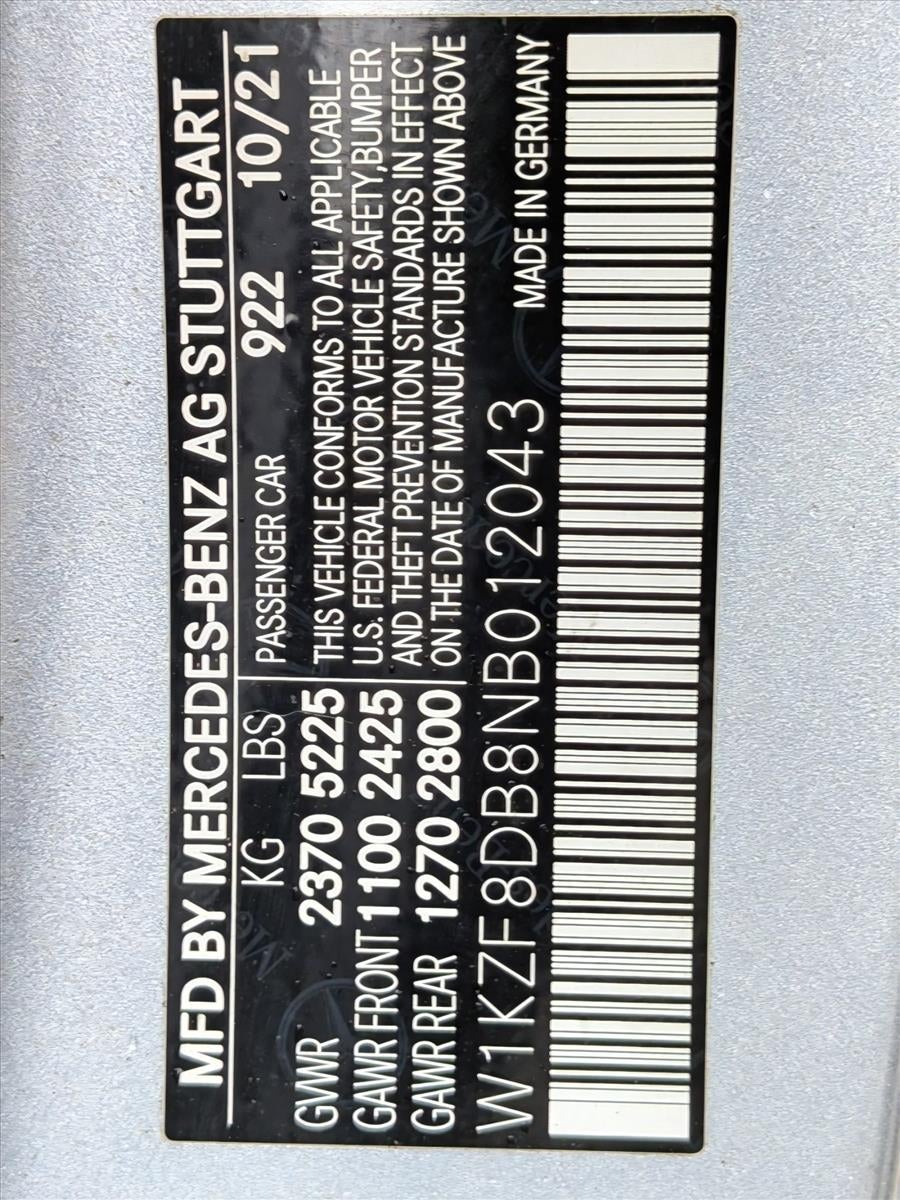 MFD BY MERCEDES-BENZ AG STUTTGART
KG LBS
GVWR 2370 5225
GAWR FRONT 1100 2425
GAWR REAR 1270 2800
PASSENGER CAR 922 10/21
THIS VEHICLE CONFORMS TO ALL APPLICABLE
U.S. FEDERAL MOTOR VEHICLE SAFETY,BUMPER
AND THEFT PREVENTION STANDARDS IN EFFECT
ON THE DATE OF MANUFACTURE SHOWN ABOVE
W1KZF8DB8NB012043
MADE IN GERMANY